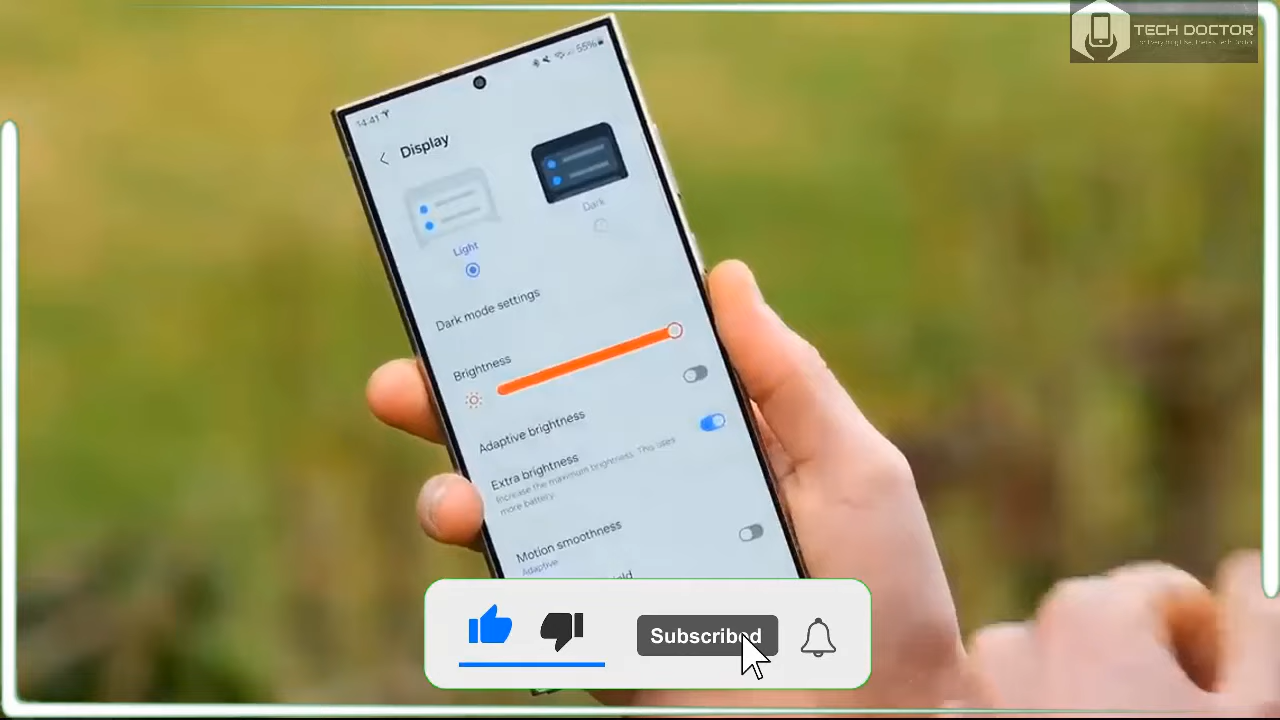 TECH DOCTOR
14:41
55%
Display
Light
Dark
Dark mode settings
Brightness
Adaptive brightness
Extra brightness
Increase the maximum brightness. This uses
more battery.
Motion smoothness
Adaptive
Subscribed